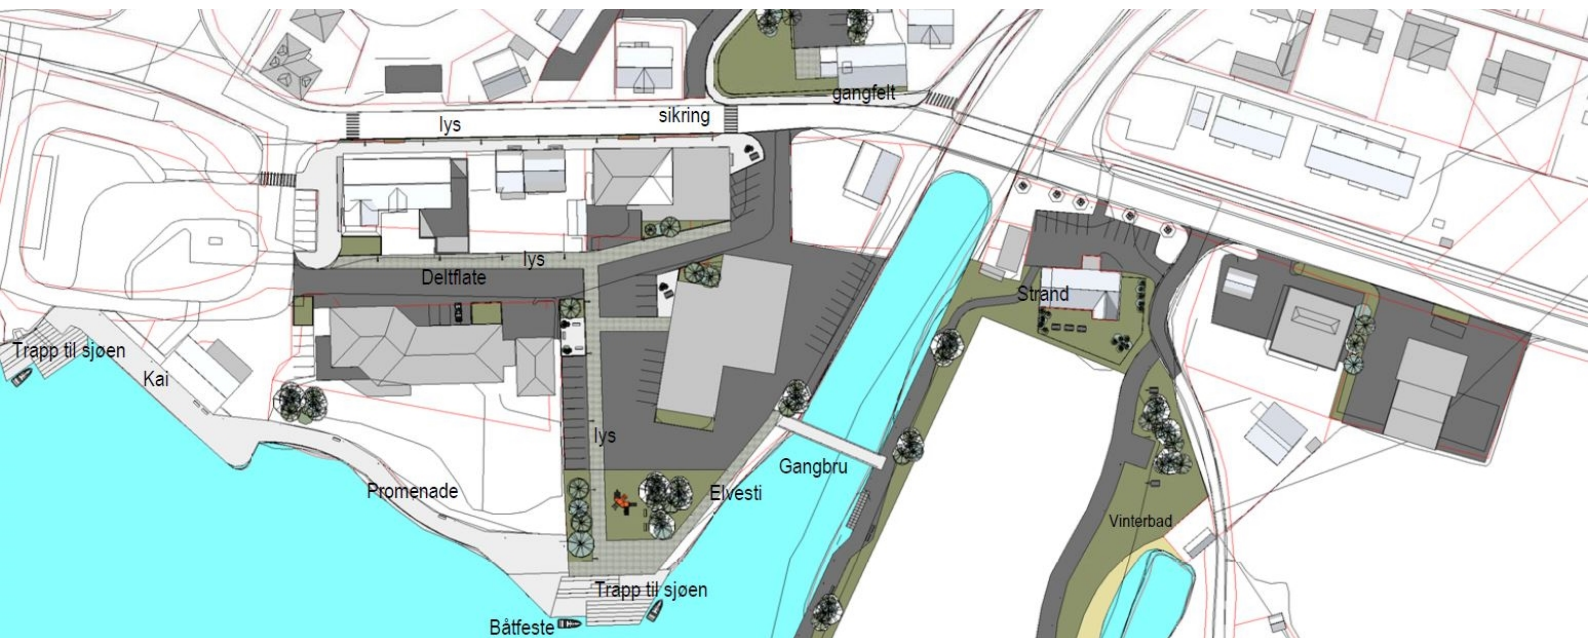 gangfelt
sikring
lys
lys
Deltflate
Strand
Trapp til sjøen
Kai
lys
Gangbru
Promenade
Elvesti
Vinterbad
Trapp til sjøen
Båtfeste